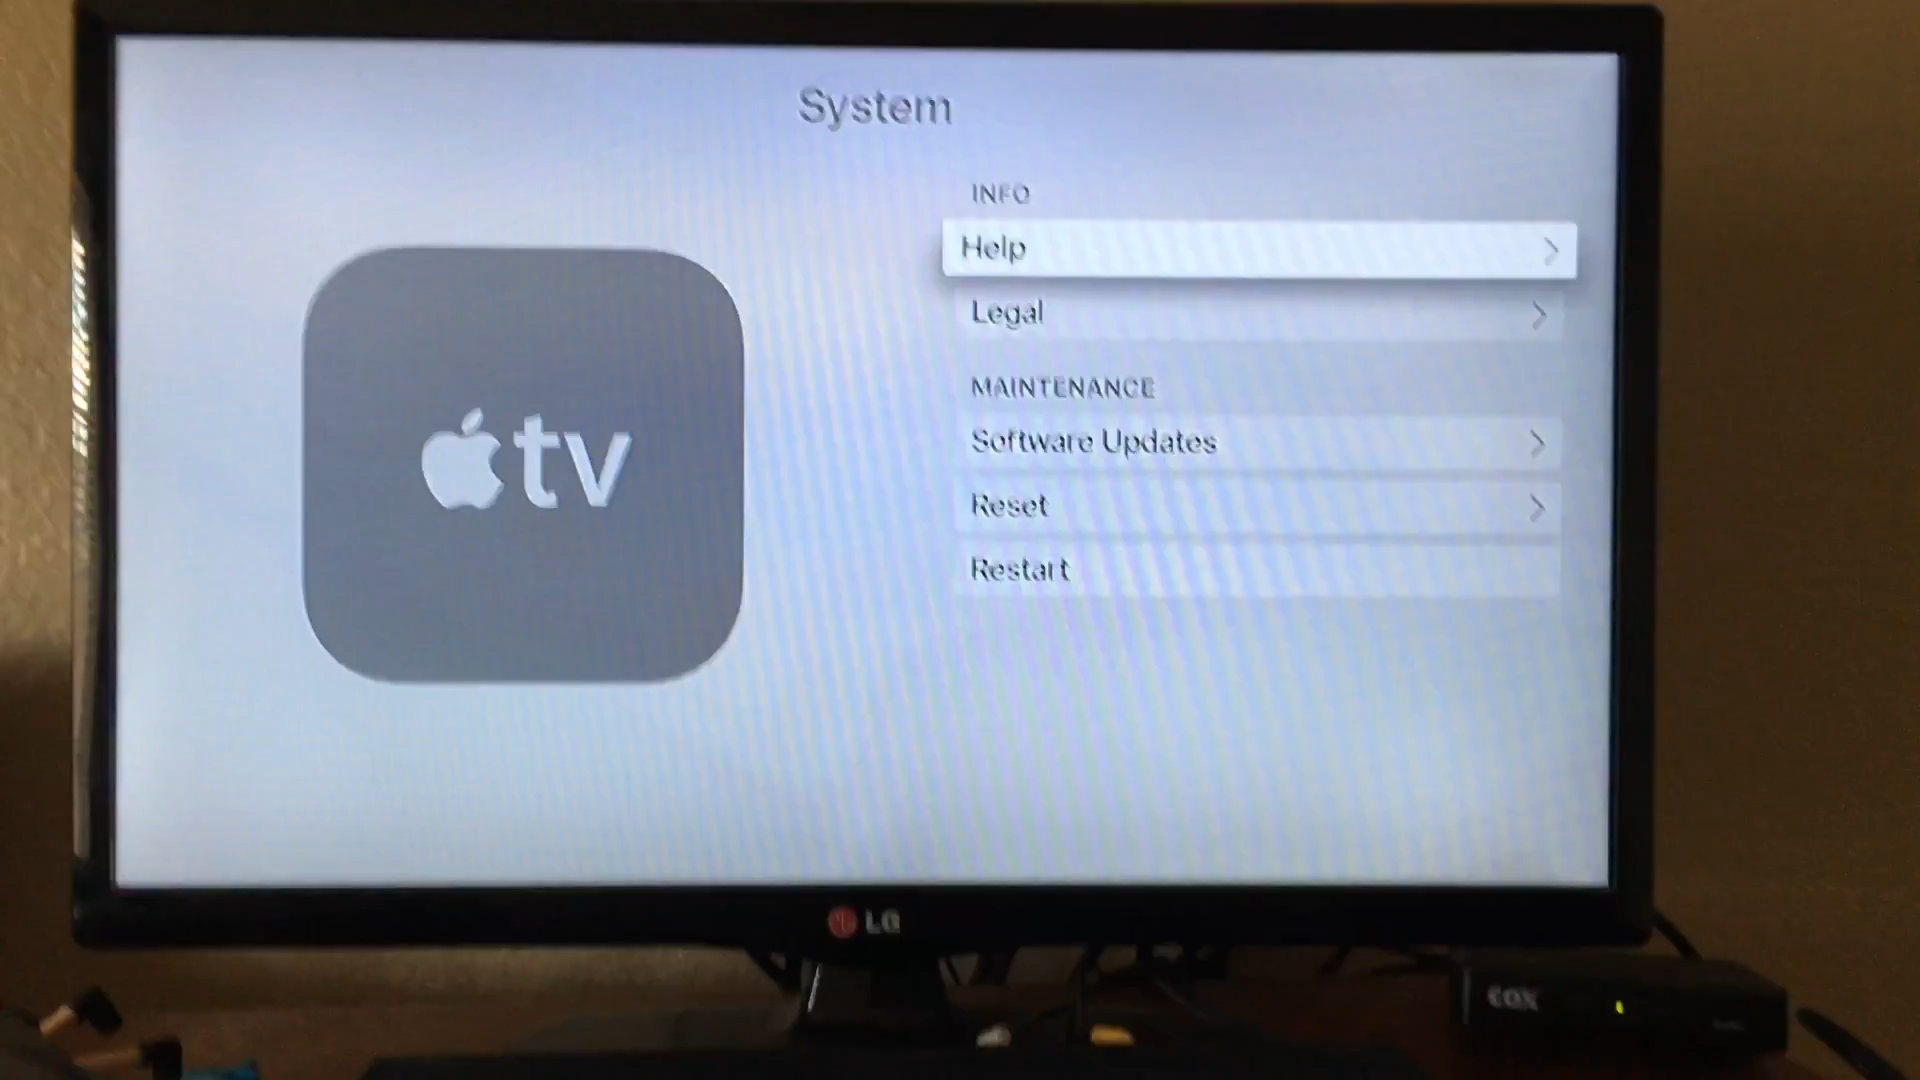 System
INFO
Help
Legal
MAINTENANCE
Software Updates
Reset
Restart
tv
LG
COX